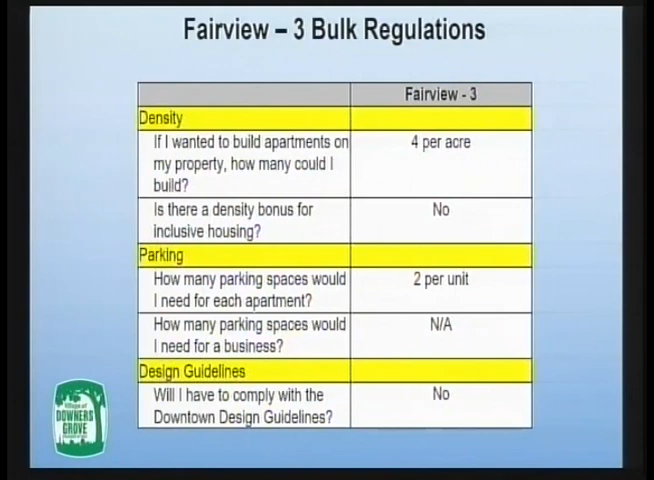 Fairview – 3 Bulk Regulations
Fairview - 3
Density
If I wanted to build apartments on
my property, how many could I
build?
4 per acre
Is there a density bonus for
inclusive housing?
No
Parking
How many parking spaces would
I need for each apartment?
2 per unit
How many parking spaces would
I need for a business?
N/A
Design Guidelines
Will I have to comply with the
Downtown Design Guidelines?
No
Village of
DOWNERS
GROVE